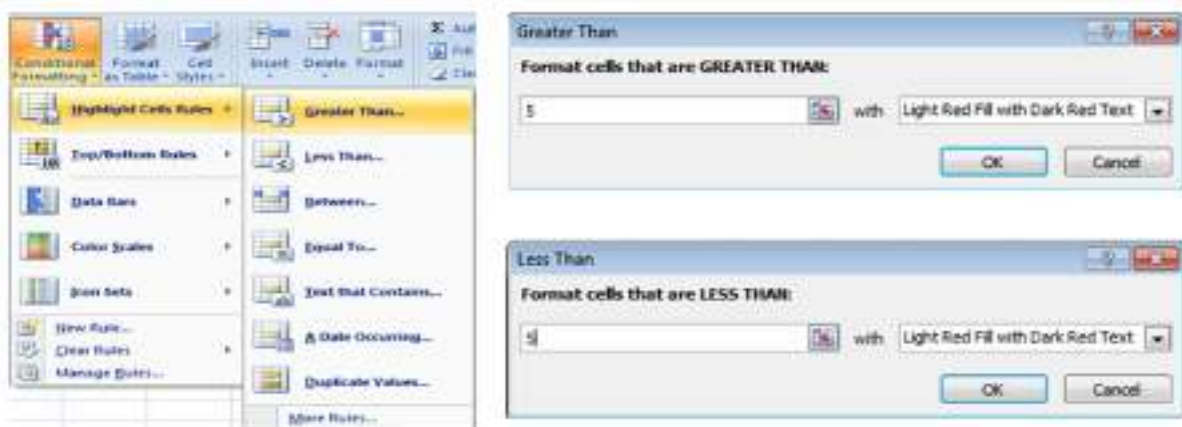 Conditional Formatting
Format as Table
Cell Styles
Insert
Delete
Format
Σ
Highlight Cells Rules
Top/Bottom Rules
Data Bars
Color Scales
Icon Sets
New Rule...
Clear Rules
Manage Rules...
Greater Than...
Less Than...
Between...
Equal To...
Text that Contains...
A Date Occurring...
Duplicate Values...
More Rules...
Greater Than
Format cells that are GREATER THAN:
5 with Light Red Fill with Dark Red Text
OK Cancel
Less Than
Format cells that are LESS THAN:
5 with Light Red Fill with Dark Red Text
OK Cancel